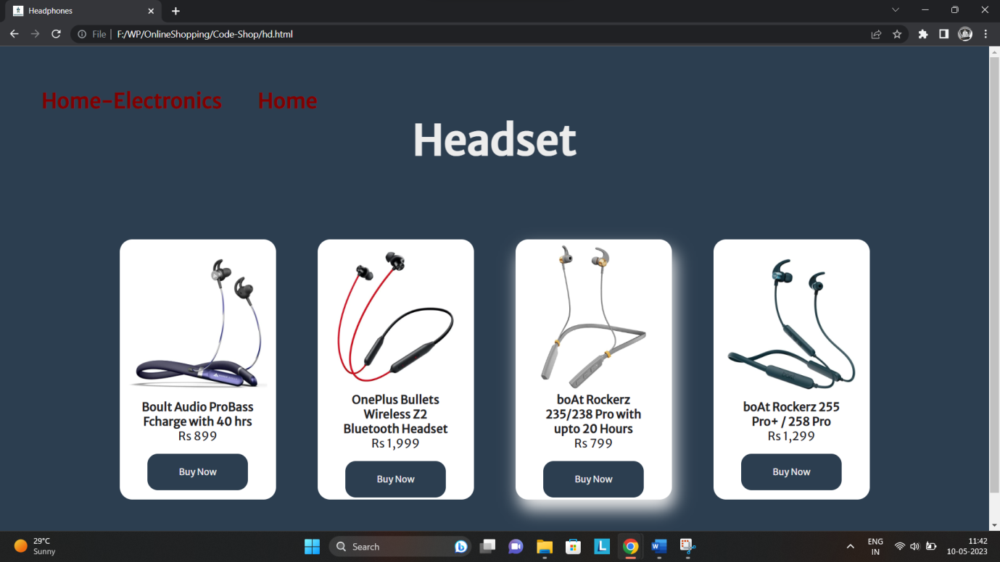 Headphones
File | F:/WP/OnlineShopping/Code-Shop/hd.html
Home-Electronics Home
Headset
Boult Audio ProBass
Fcharge with 40 hrs
Rs 899
Buy Now
OnePlus Bullets
Wireless Z2
Bluetooth Headset
Rs 1,999
Buy Now
boAt Rockerz
235/238 Pro with
upto 20 Hours
Rs 799
Buy Now
boAt Rockerz 255
Pro+ / 258 Pro
Rs 1,299
Buy Now
29°C
Sunny
Search
L
W
ENG
IN
11:42
10-05-2023